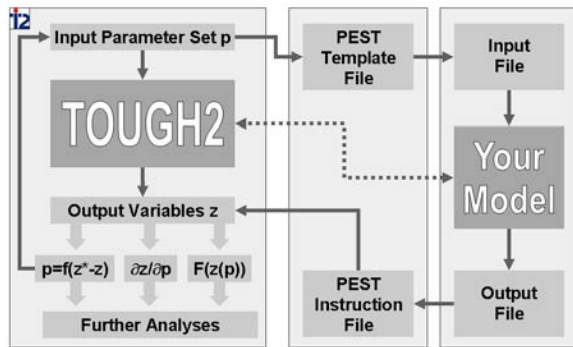 i2
Input Parameter Set p
TOUGH2
Output Variables z
p=f(z*-z)
∂z/∂p
F(z(p))
Further Analyses
PEST
Template
File
PEST
Instruction
File
Input
File
Your
Model
Output
File